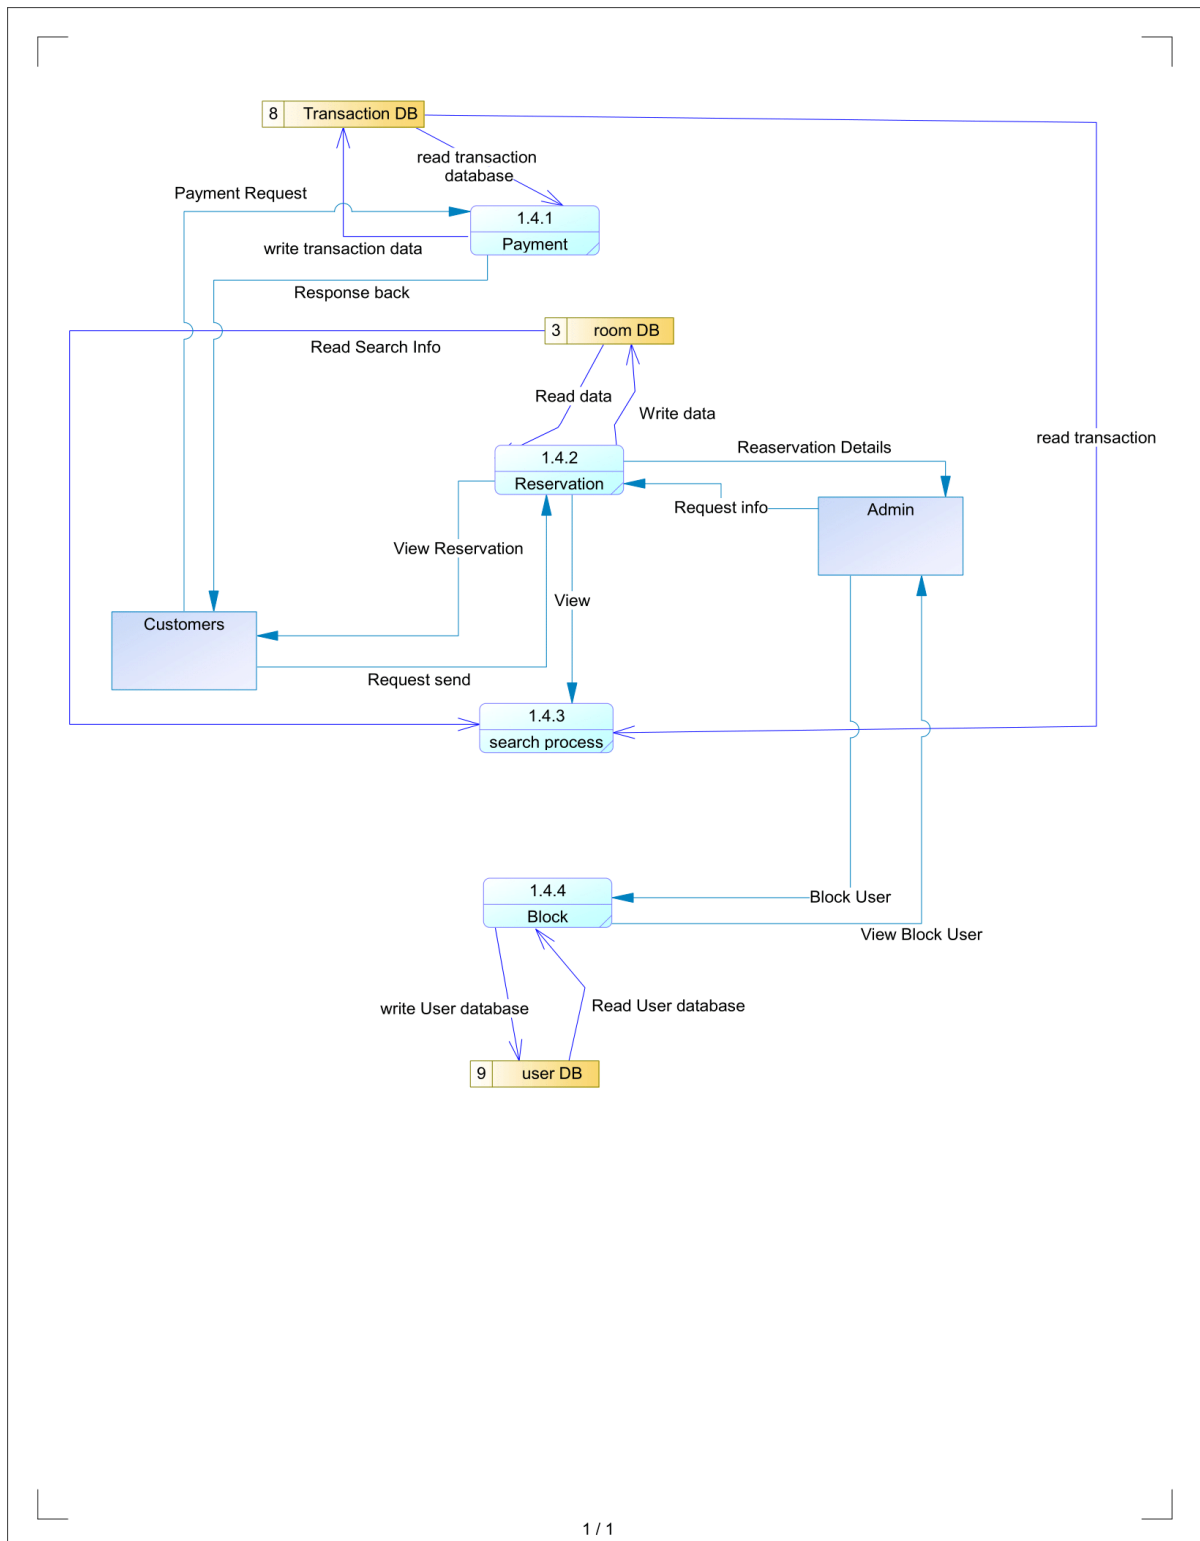 8 Transaction DB
read transaction
database
Payment Request
1.4.1
Payment
write transaction data
Response back
3 room DB
Read Search Info
Read data
Write data
read transaction
Reaservation Details
1.4.2
Reservation
Request info
Admin
View Reservation
View
Customers
Request send
1.4.3
search process
1.4.4
Block
Block User
View Block User
write User database
Read User database
9 user DB
1 / 1